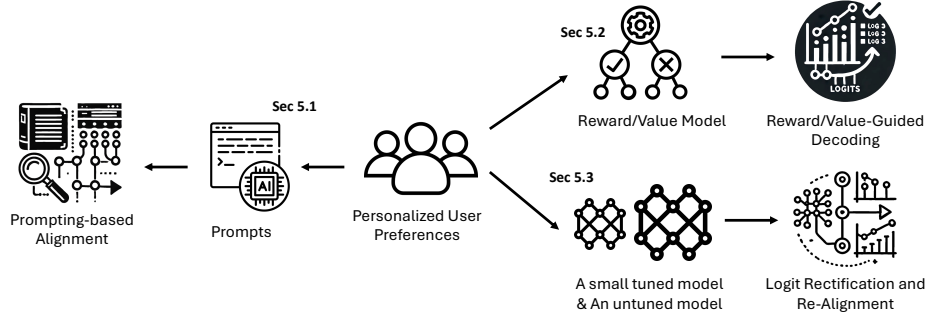 Sec 5.1
Prompting-based
Alignment
AI
Prompts
Personalized User
Preferences
Sec 5.2
Reward/Value Model
LOG 3
LOG 3
LOG 3
LOGITS
Reward/Value-Guided
Decoding
Sec 5.3
A small tuned model
& An untuned model
Logit Rectification and
Re-Alignment